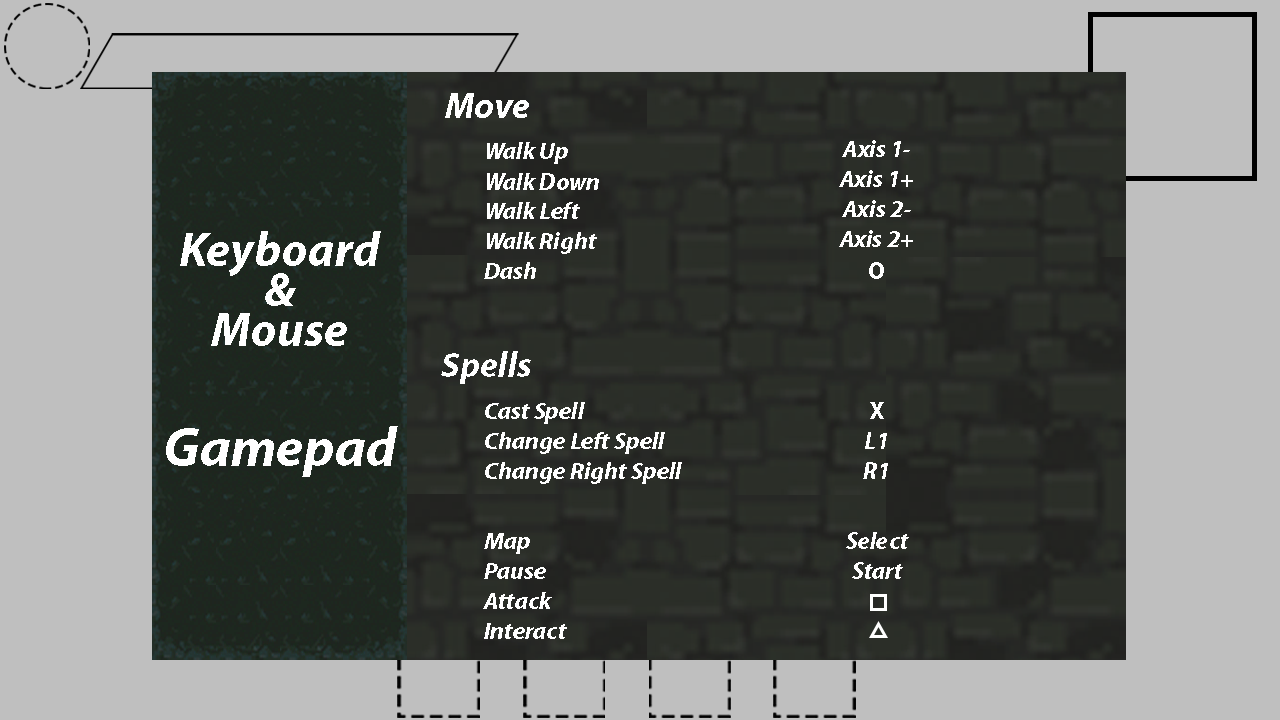 Keyboard
&
Mouse
Gamepad
Move
Walk Up Axis 1-
Walk Down Axis 1+
Walk Left Axis 2-
Walk Right Axis 2+
Dash O
Spells
Cast Spell X
Change Left Spell L1
Change Right Spell R1
Map Select
Pause Start
Attack □
Interact △